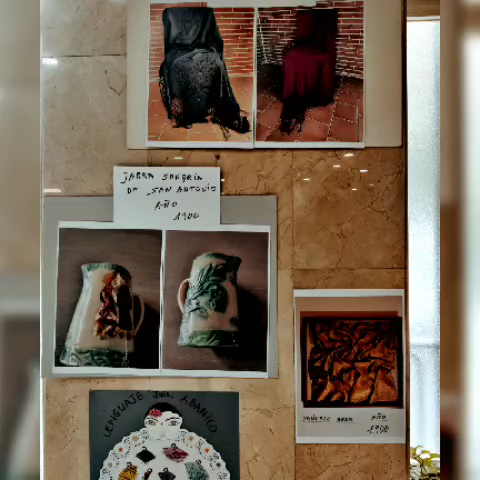 JARRA SANGRIA
DE SAN ANTONIO
AÑO
1900
AÑO
1900
LENGUAJE DEL ABANICO